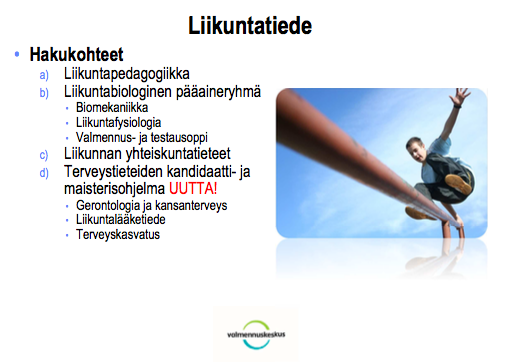 Liikuntatiede
• Hakukohteet
a) Liikuntapedagogiikka
b) Liikuntabiologinen pääaineryhmä
• Biomekaniikka
• Liikuntafysiologia
• Valmennus- ja testausoppi
c) Liikunnan yhteiskuntatieteet
d) Terveystieteiden kandidaatti- ja
maisterisohjelma UUTTA!
• Gerontologia ja kansanterveys
• Liikuntalääketiede
• Terveyskasvatus
valmennuskeskus